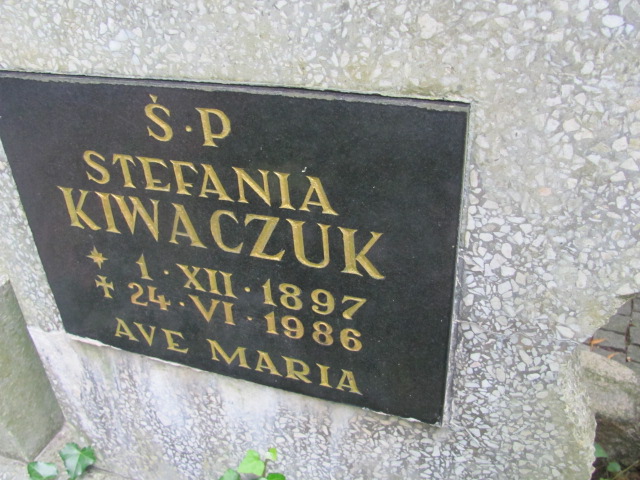 Ś·P
STEFANIA
KIWACZUK
* 1·XII·1897
✝ 24·VI·1986
AVE MARIA